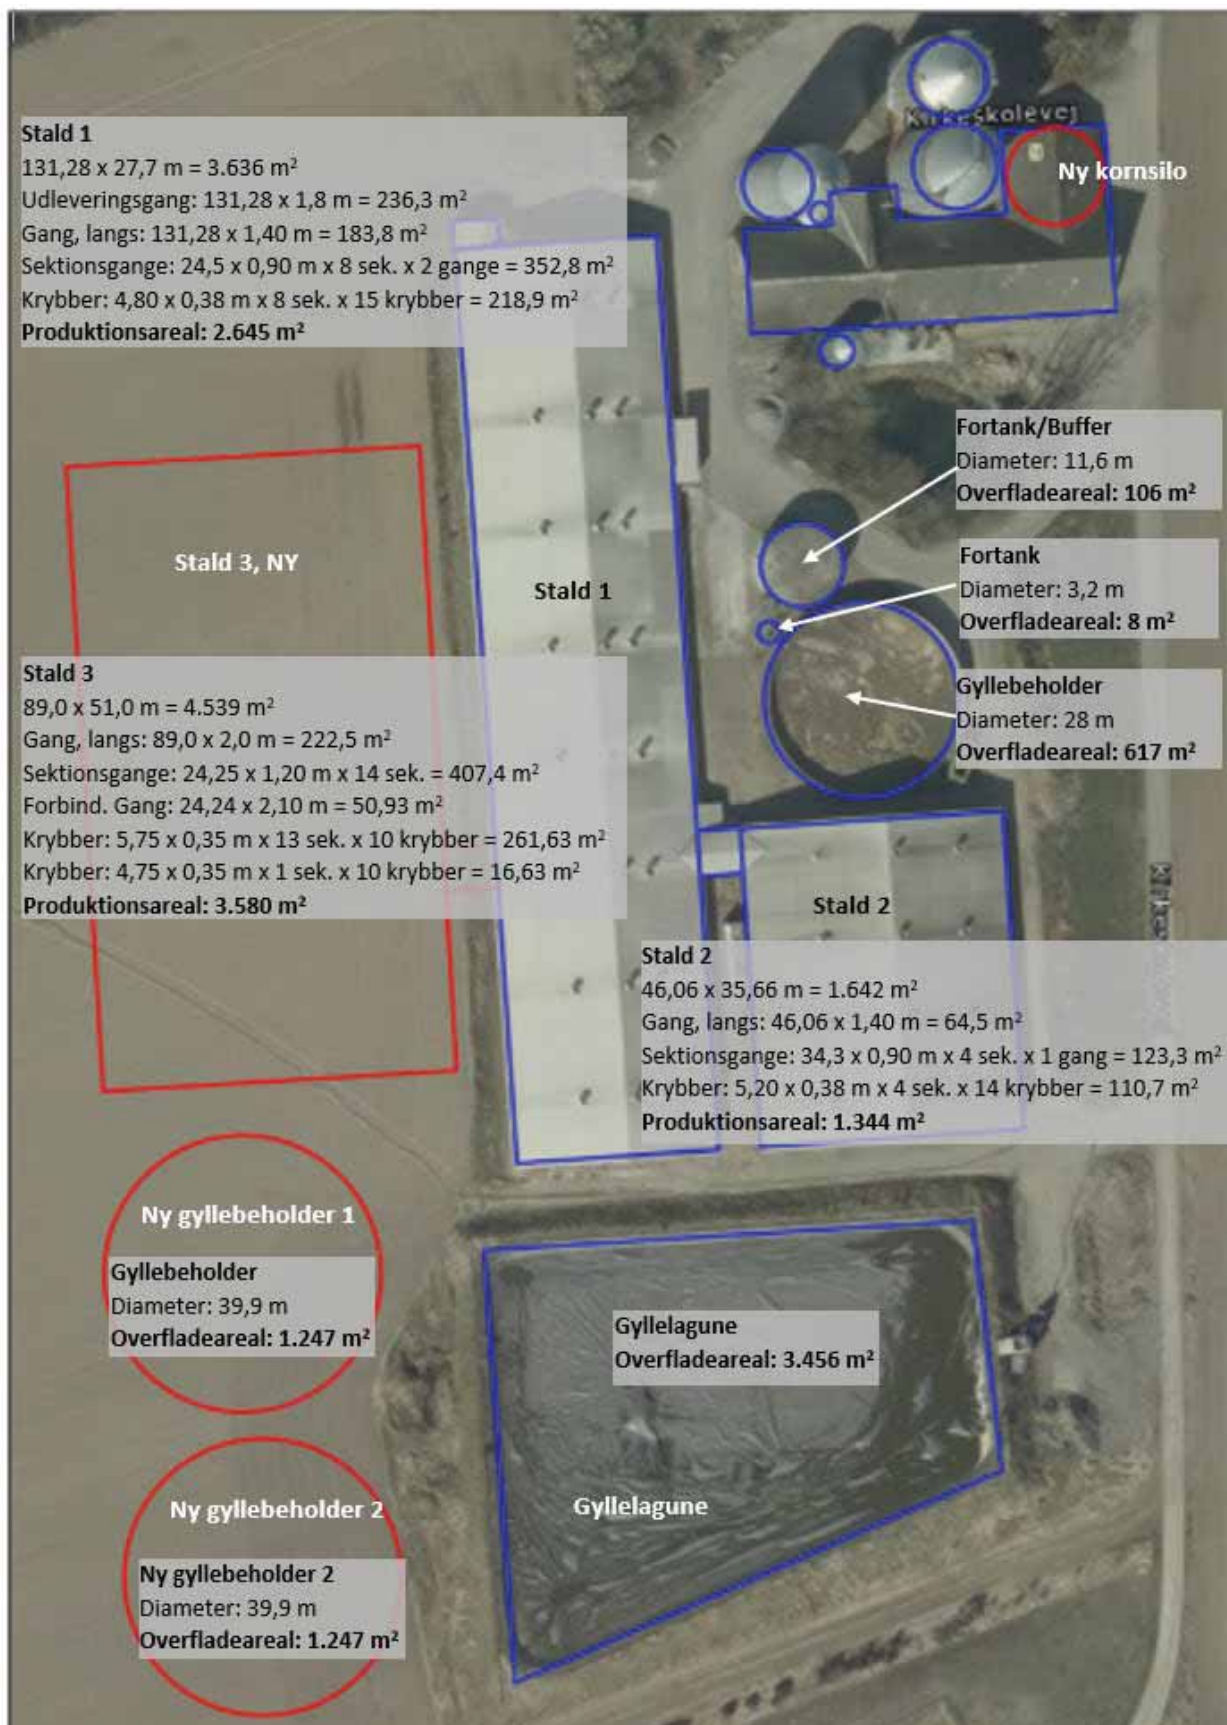 Kirkeskolevej
Ny kornsilo
Stald 1
131,28 x 27,7 m = 3.636 m²
Udleveringsgang: 131,28 x 1,8 m = 236,3 m²
Gang, langs: 131,28 x 1,40 m = 183,8 m²
Sektionsgange: 24,5 x 0,90 m x 8 sek. x 2 gange = 352,8 m²
Krybber: 4,80 x 0,38 m x 8 sek. x 15 krybber = 218,9 m²
Produktionsareal: 2.645 m²
Fortank/Buffer
Diameter: 11,6 m
Overfladeareal: 106 m²
Stald 3, NY
Stald 1
Fortank
Diameter: 3,2 m
Overfladeareal: 8 m²
Stald 3
89,0 x 51,0 m = 4.539 m²
Gang, langs: 89,0 x 2,0 m = 222,5 m²
Sektionsgange: 24,25 x 1,20 m x 14 sek. = 407,4 m²
Forbind. Gang: 24,24 x 2,10 m = 50,93 m²
Krybber: 5,75 x 0,35 m x 13 sek. x 10 krybber = 261,63 m²
Krybber: 4,75 x 0,35 m x 1 sek. x 10 krybber = 16,63 m²
Produktionsareal: 3.580 m²
Gyllebeholder
Diameter: 28 m
Overfladeareal: 617 m²
Stald 2
Stald 2
46,06 x 35,66 m = 1.642 m²
Gang, langs: 46,06 x 1,40 m = 64,5 m²
Sektionsgange: 34,3 x 0,90 m x 4 sek. x 1 gang = 123,3 m²
Krybber: 5,20 x 0,38 m x 4 sek. x 14 krybber = 110,7 m²
Produktionsareal: 1.344 m²
Ny gyllebeholder 1
Gyllebeholder
Diameter: 39,9 m
Overfladeareal: 1.247 m²
Gyllelagune
Overfladeareal: 3.456 m²
Gyllelagune
Ny gyllebeholder 2
Ny gyllebeholder 2
Diameter: 39,9 m
Overfladeareal: 1.247 m²